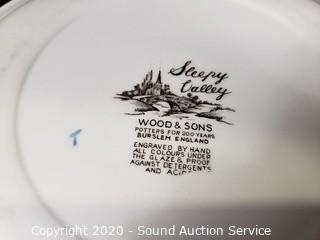 Sleepy
Valley
WOOD & SONS
POTTERS FOR 200 YEARS
BURSLEM ENGLAND
ENGRAVED BY HAND
ALL COLOURS UNDER
THE GLAZE & PROOF
AGAINST DETERGENTS
AND
T
Copyright 2020 - Sound Auction Service